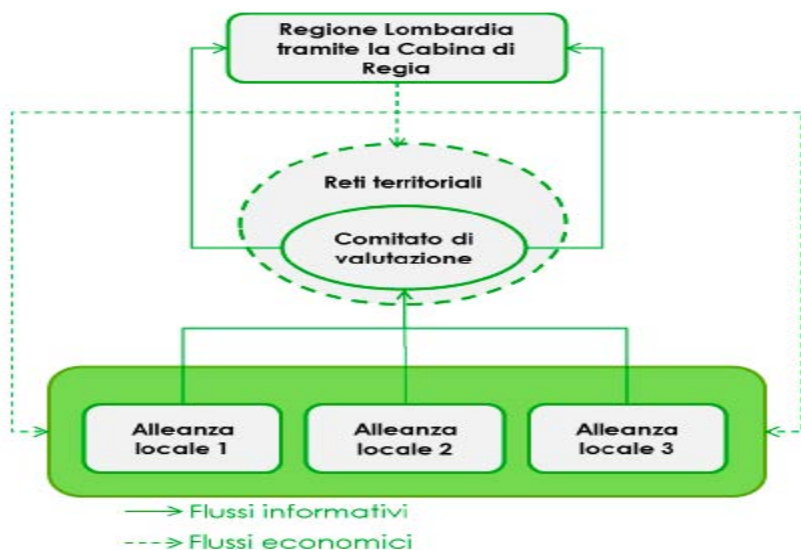 Regione Lombardia
tramite la Cabina di
Regia
Reti territoriali
Comitato di
valutazione
Alleanza
locale 1
Alleanza
locale 2
Alleanza
locale 3
Flussi informativi
Flussi economici